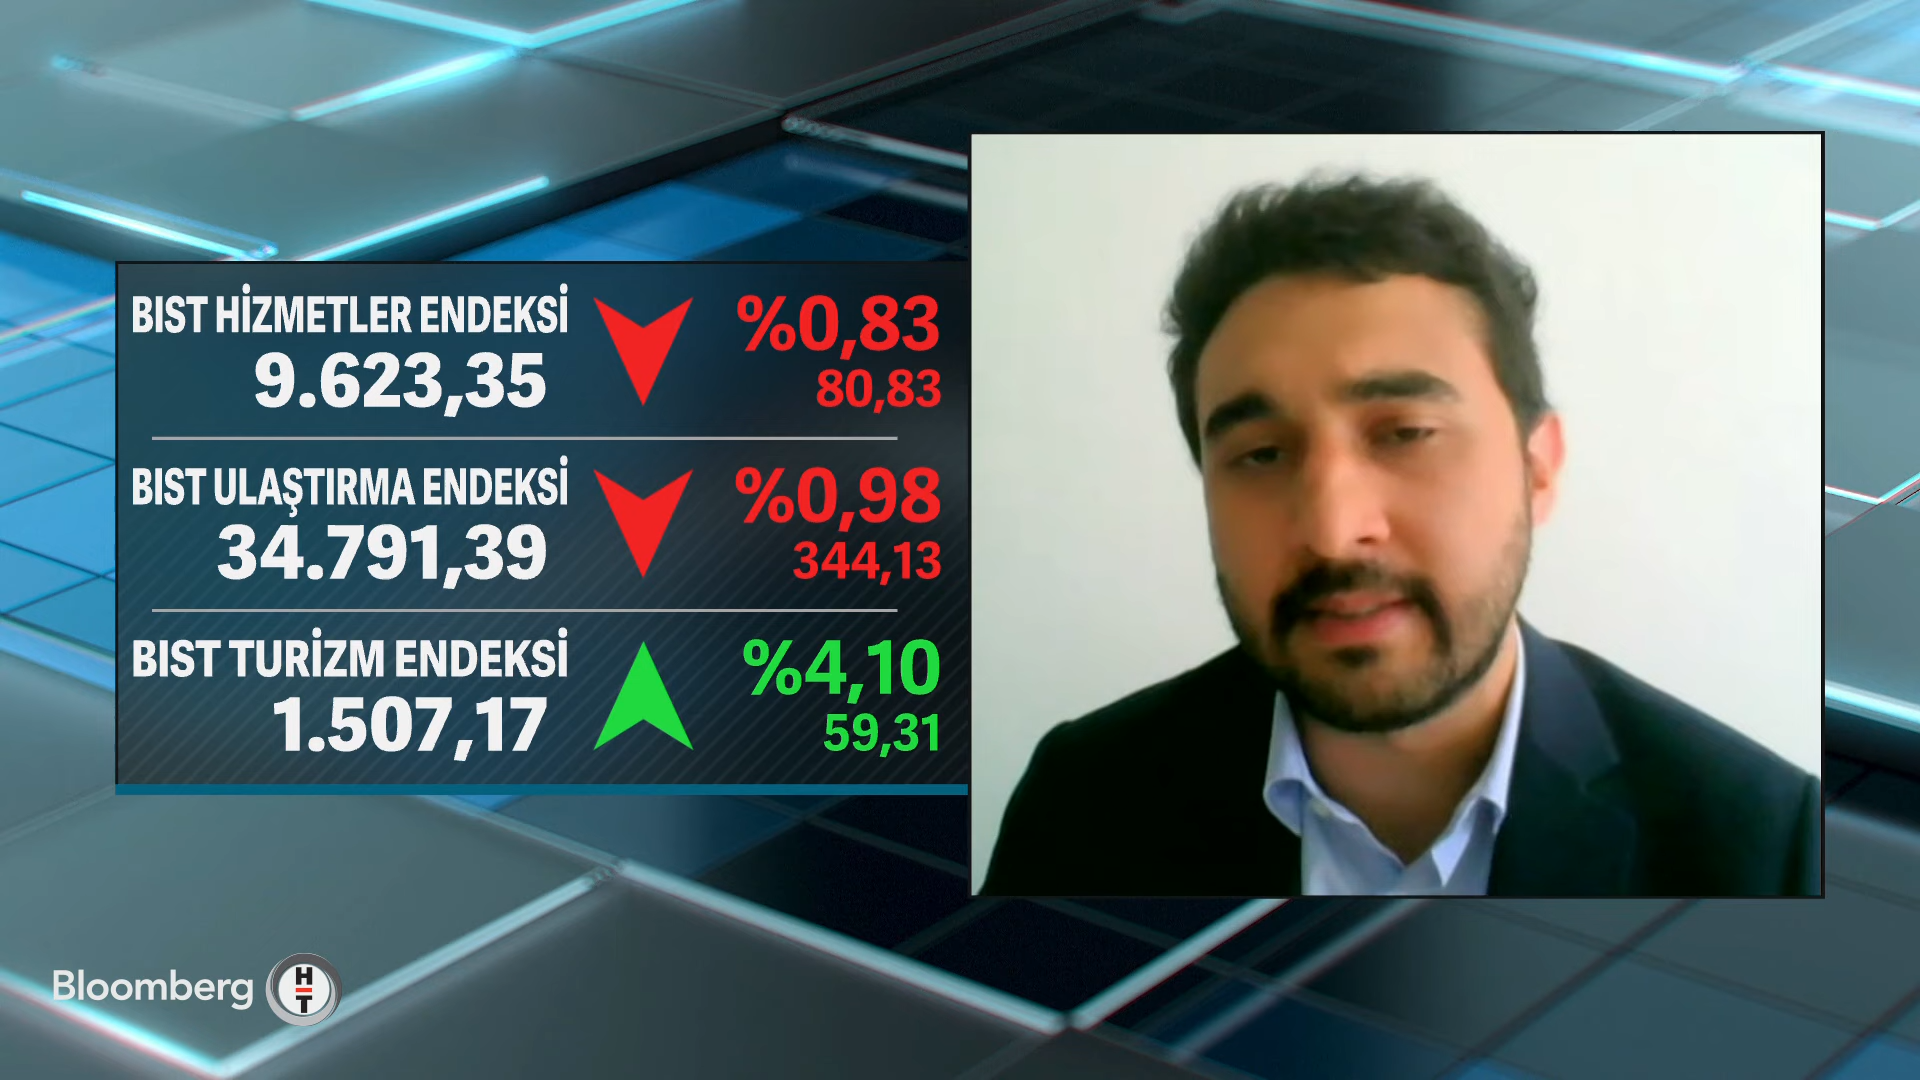 BIST HİZMETLER ENDEKSİ
%0,83
9.623,35
80,83
BIST ULAŞTIRMA ENDEKSİ
%0,98
34.791,39
344,13
BIST TURİZM ENDEKSİ
%4,10
1.507,17
59,31
Bloomberg HT